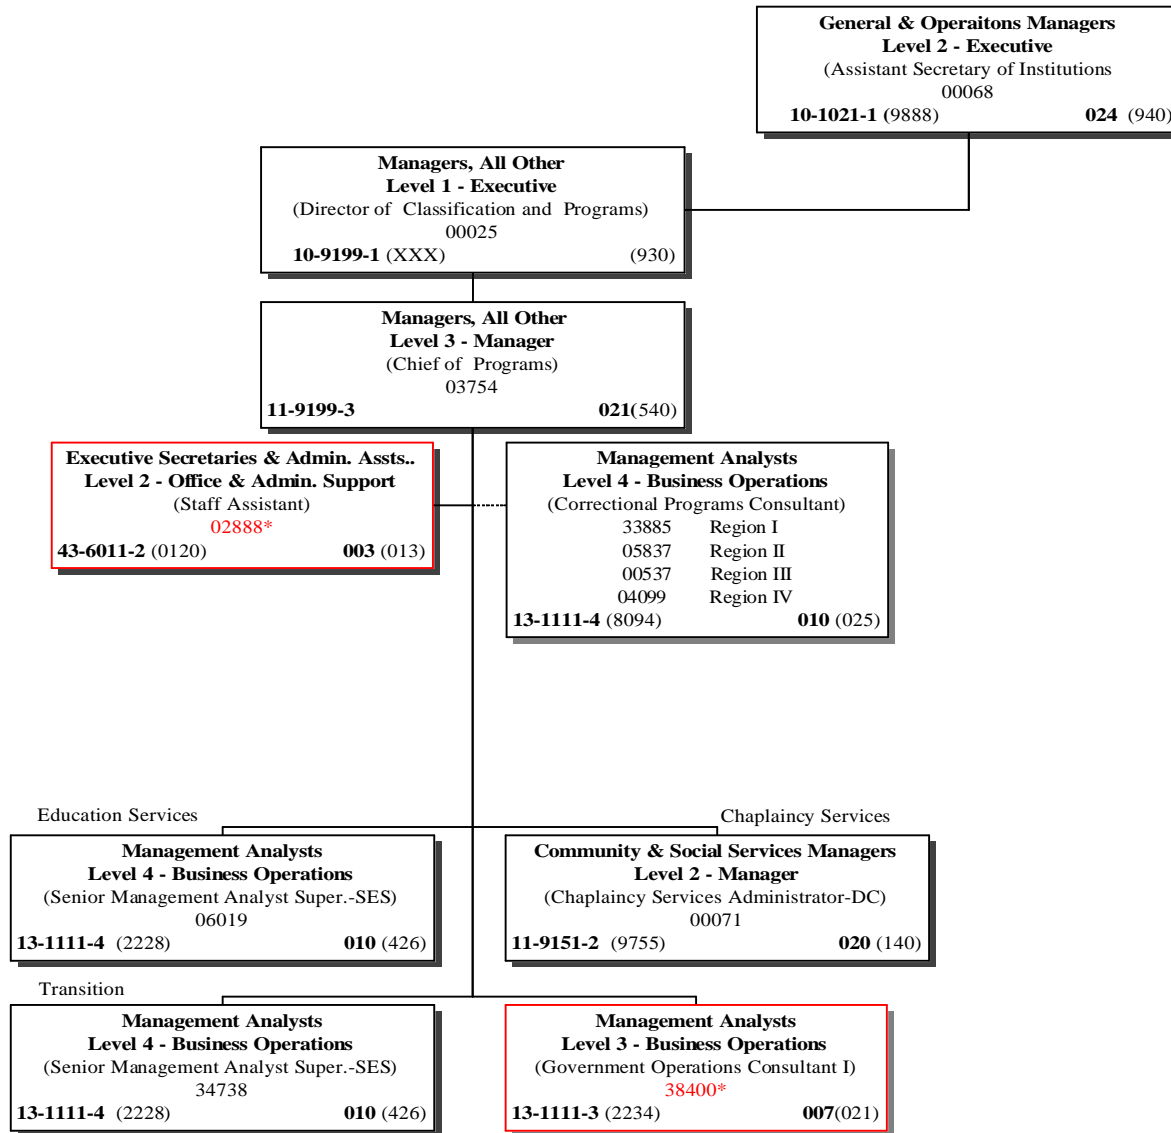 General & Operaitons Managers
Level 2 - Executive
(Assistant Secretary of Institutions
00068
10-1021-1 (9888) 024 (940)
Managers, All Other
Level 1 - Executive
(Director of Classification and Programs)
00025
10-9199-1 (XXX) (930)
Managers, All Other
Level 3 - Manager
(Chief of Programs)
03754
11-9199-3 021(540)
Executive Secretaries & Admin. Assts..
Level 2 - Office & Admin. Support
(Staff Assistant)
02888*
43-6011-2 (0120) 003 (013)
Management Analysts
Level 4 - Business Operations
(Correctional Programs Consultant)
33885 Region I
05837 Region II
00537 Region III
04099 Region IV
13-1111-4 (8094) 010 (025)
Education Services
Management Analysts
Level 4 - Business Operations
(Senior Management Analyst Super.-SES)
06019
13-1111-4 (2228) 010 (426)
Chaplaincy Services
Community & Social Services Managers
Level 2 - Manager
(Chaplaincy Services Administrator-DC)
00071
11-9151-2 (9755) 020 (140)
Transition
Management Analysts
Level 4 - Business Operations
(Senior Management Analyst Super.-SES)
34738
13-1111-4 (2228) 010 (426)
Management Analysts
Level 3 - Business Operations
(Government Operations Consultant I)
38400*
13-1111-3 (2234) 007(021)